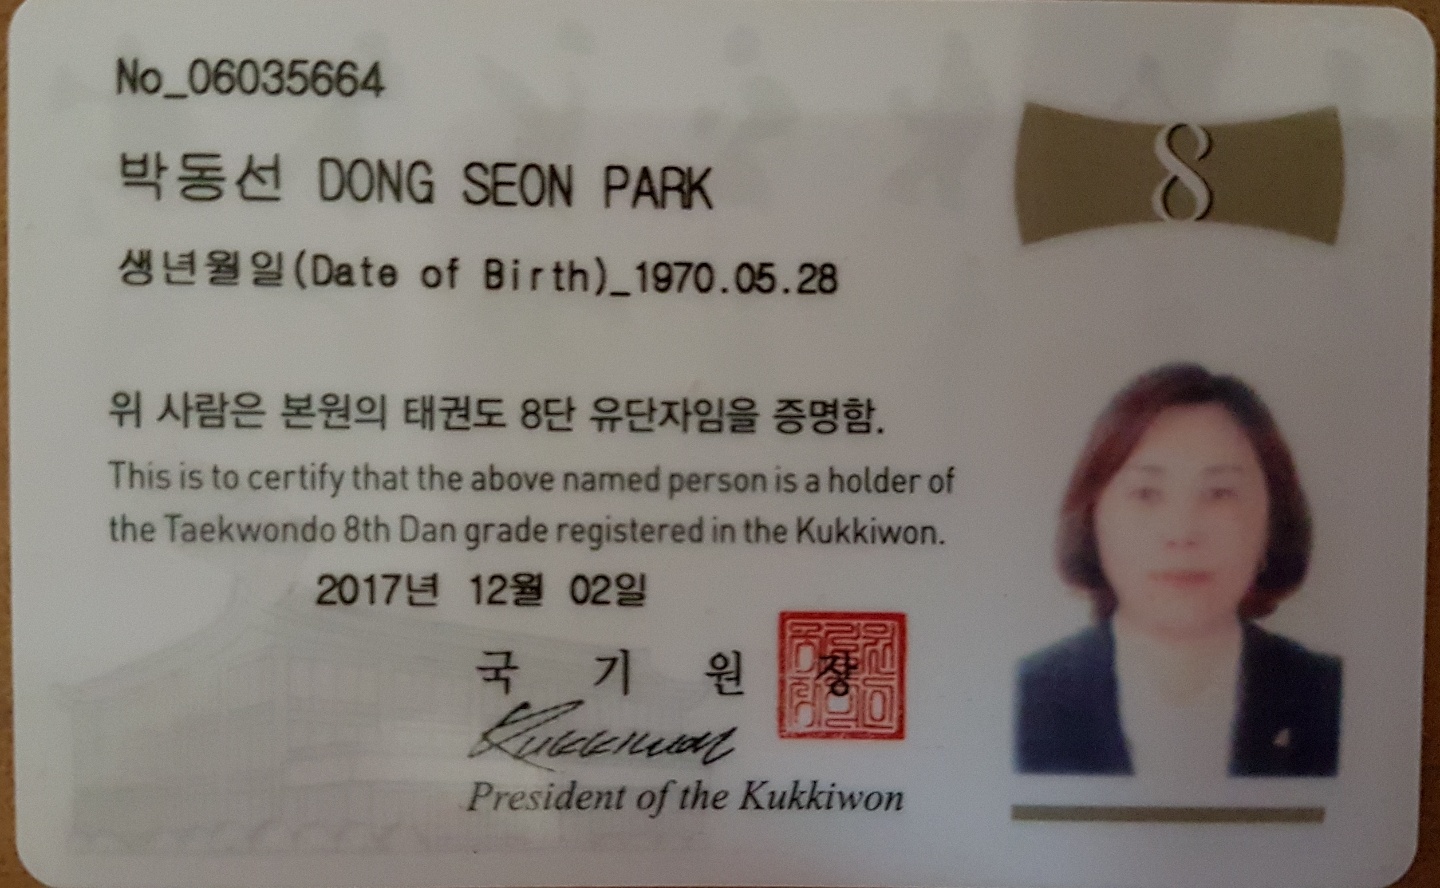 No_06035664
8
박동선 DONG SEON PARK
생년월일(Date of Birth)_1970.05.28
위 사람은 본원의 태권도 8단 유단자임을 증명함.
This is to certify that the above named person is a holder of
the Taekwondo 8th Dan grade registered in the Kukkiwon.
2017년 12월 02일
국 기 원 장
Kukkiwon
President of the Kukkiwon